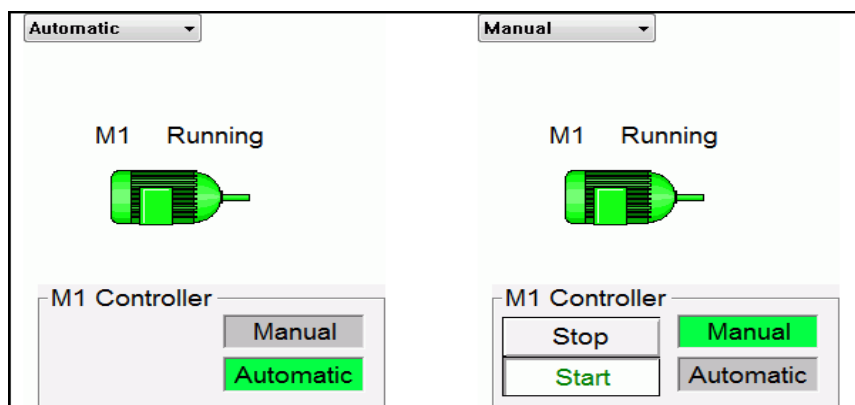 Automatic
M1 Running
M1 Controller
Manual
Automatic
Manual
M1 Running
M1 Controller
Stop
Manual
Start
Automatic